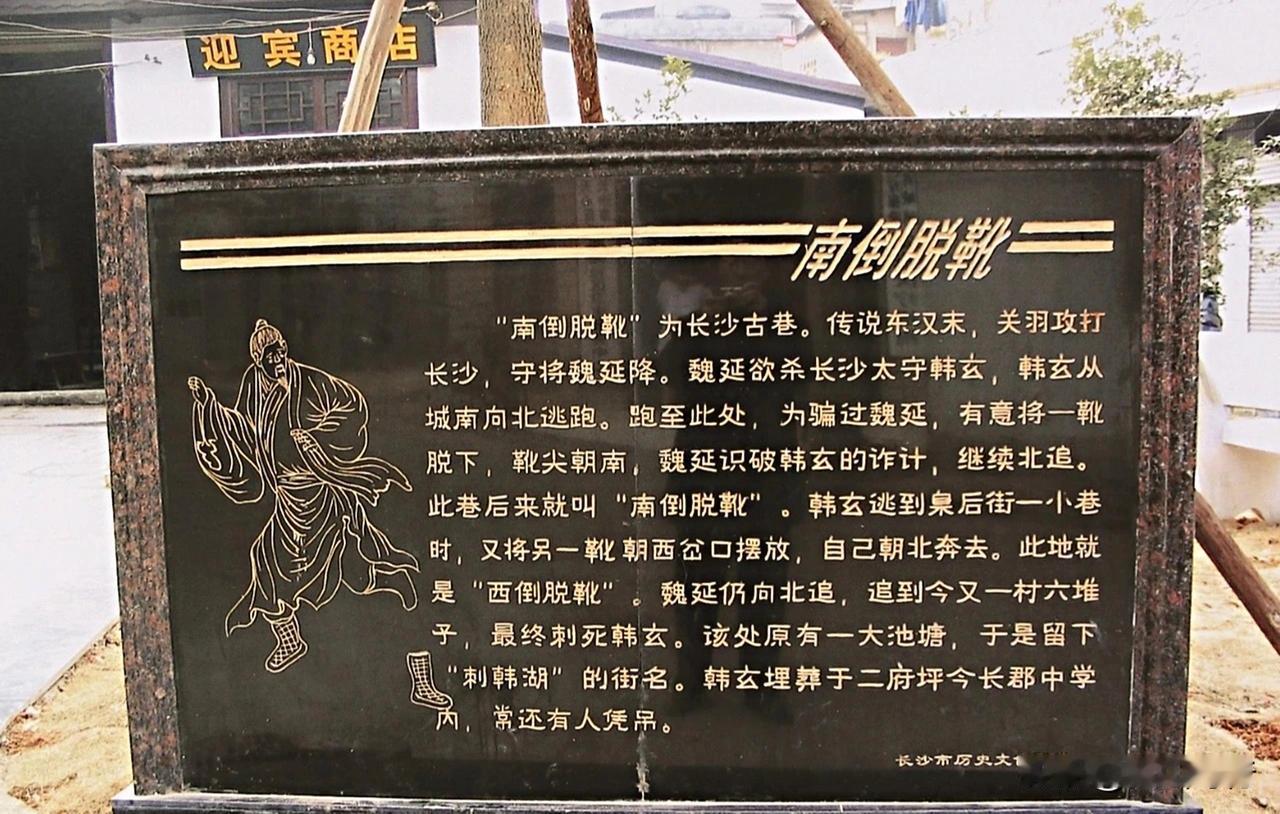 迎宾商店
南倒脱靴
“南倒脱靴”为长沙古巷。传说东汉末，关羽攻打
长沙，守将魏延降。魏延欲杀长沙太守韩玄，韩玄从
城南向北逃跑。跑至此处，为骗过魏延，有意将一靴
脱下，靴尖朝南，魏延识破韩玄的诈计，继续北追。
此巷后来就叫“南倒脱靴”。韩玄逃到臬后街一小巷
时，又将另一靴朝西岔口摆放，自己朝北奔去。此地就
是“西倒脱靴”。魏延仍向北追，追到今又一村六堆
子，最终刺死韩玄。该处原有一大池塘，于是留下
“刺韩湖”的街名。韩玄埋葬于二府坪今长郡中学
内，常还有人凭吊。
长沙市历史文